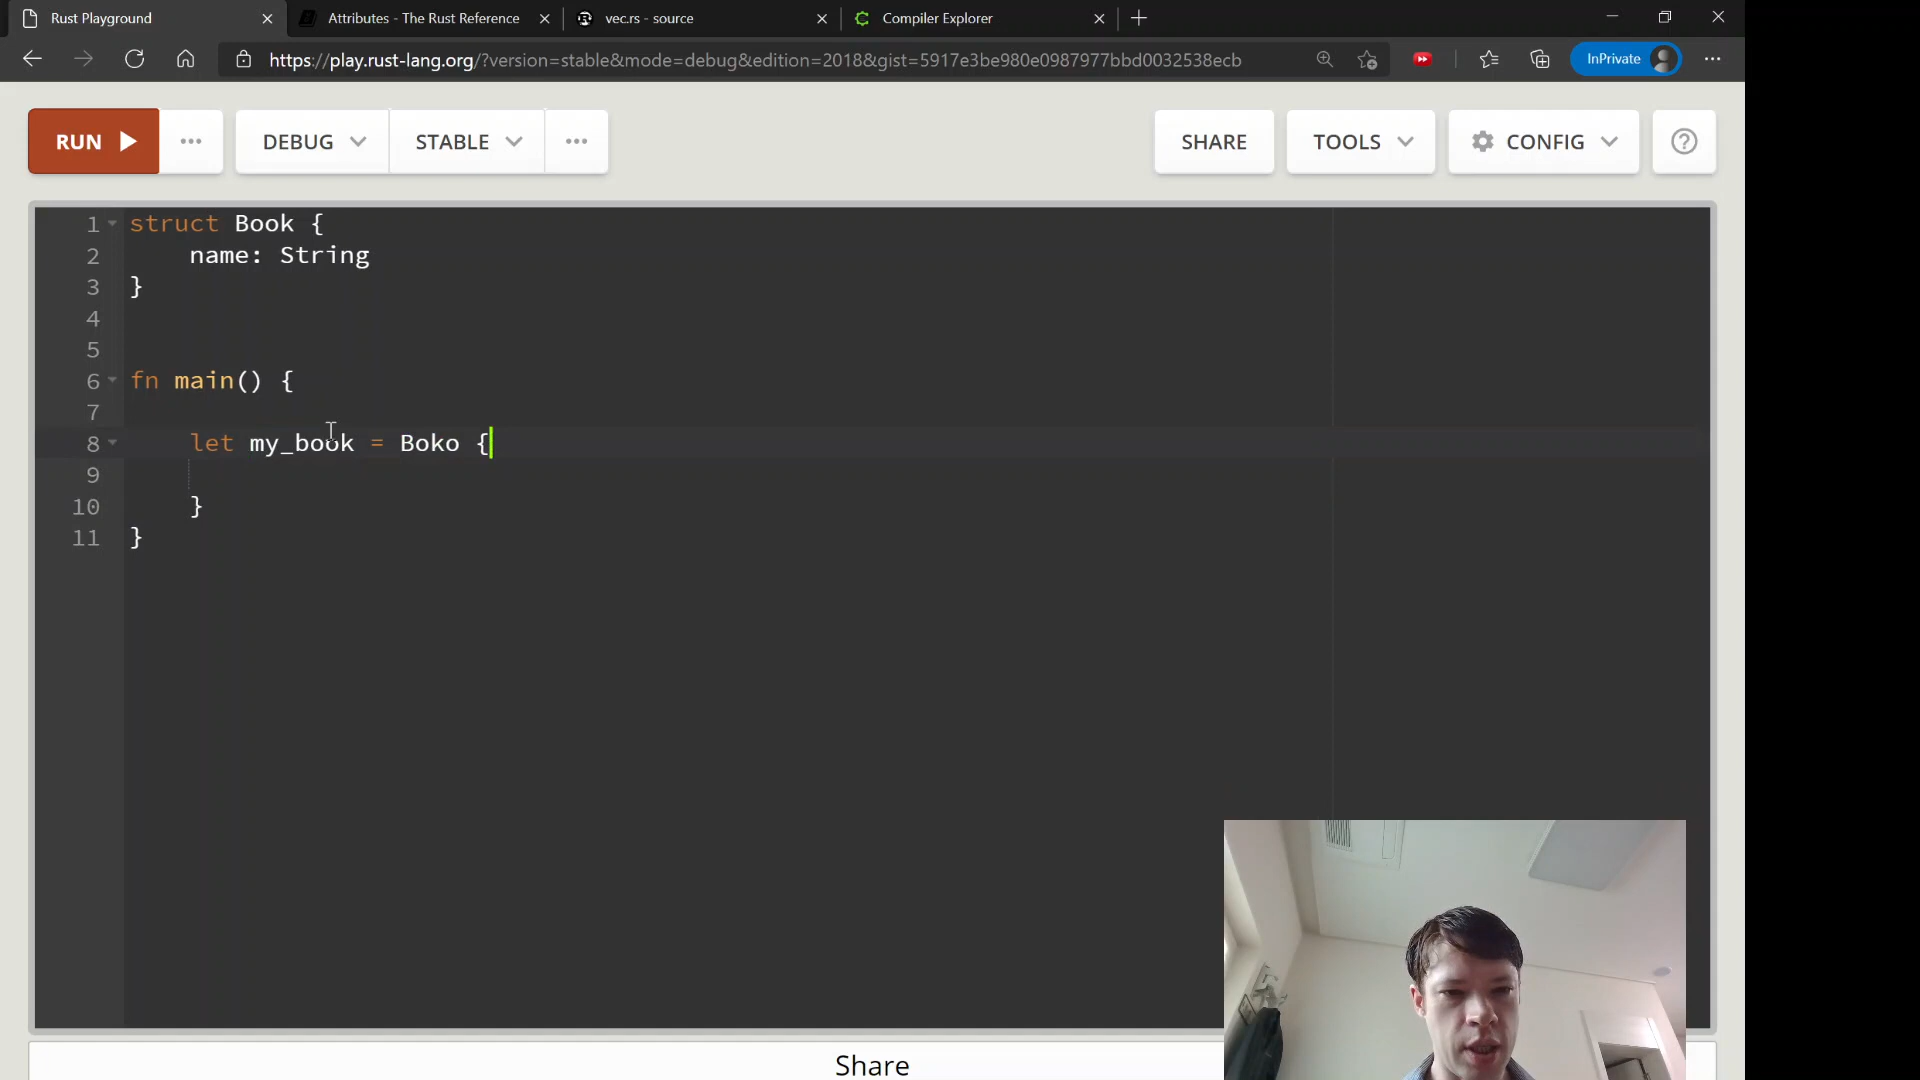 Rust Playground
Attributes - The Rust Reference
vec.rs - source
Compiler Explorer
https://play.rust-lang.org/?version=stable&mode=debug&edition=2018&gist=5917e3be980e0987977bbd0032538ecb
InPrivate
RUN
DEBUG
STABLE
SHARE
TOOLS
CONFIG
1 struct Book {
2 name: String
3 }
4
5
6 fn main() {
7
8 let my_book = Boko {
9
10 }
11 }
Share